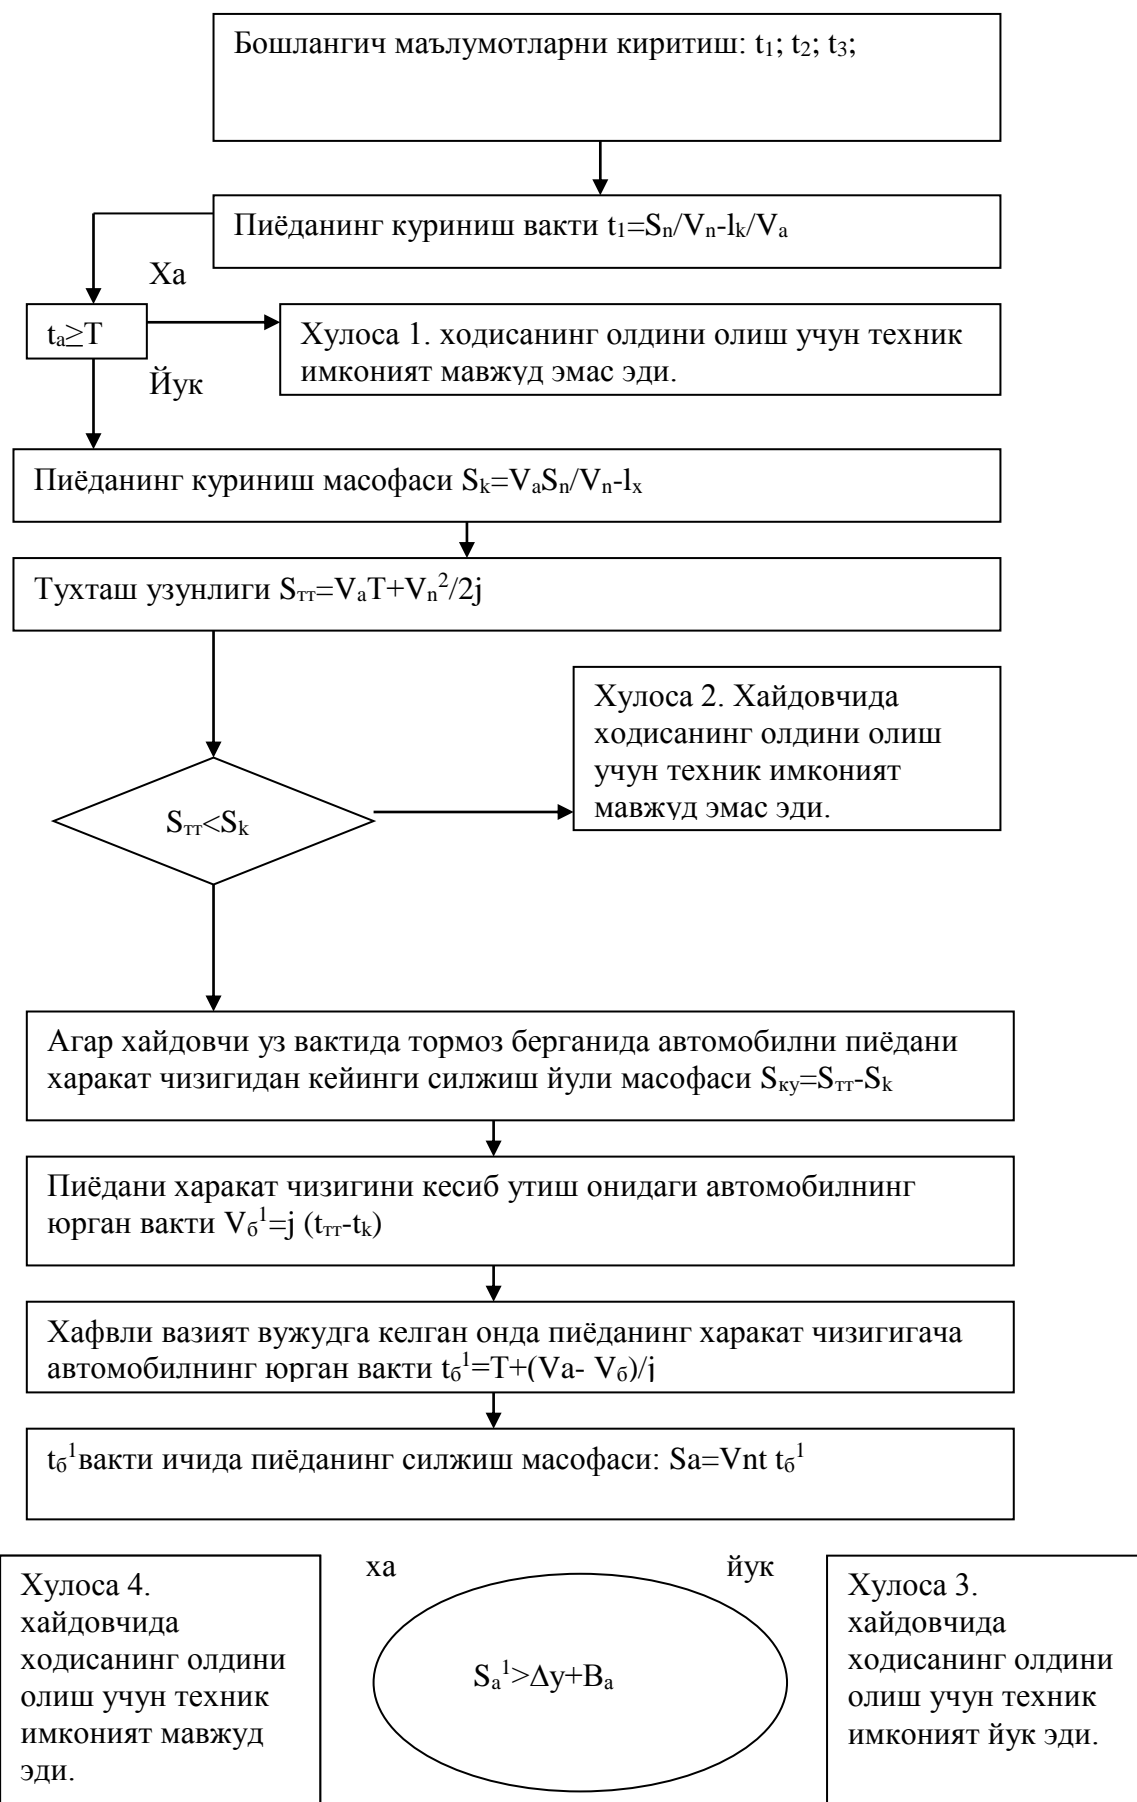 Бошлангич маълумотларни киритиш: t₁; t₂; t₃;
Пиёданинг куриниш вакти t₁=Sₙ/Vₙ-lₖ/Vₐ
Ха
tₐ≥T
Хулоса 1. ходисанинг олдини олиш учун техник
имконият мавжуд эмас эди.
Йук
Пиёданинг куриниш масофаси Sₖ=VₐSₙ/Vₙ-lₓ
Тухташ узунлиги Sтт=VₐT+Vₙ²/2j
Хулоса 2. Хайдовчида
ходисанинг олдини олиш
учун техник имконият
мавжуд эмас эди.
Sтт<Sₖ
Агар хайдовчи уз вактида тормоз берганида автомобилни пиёдани
харакат чизигидан кейинги силжиш йули масофаси Sку=Sтт-Sₖ
Пиёдани харакат чизигини кесиб утиш онидаги автомобилнинг
юрган вакти Vб¹=j (tтт-tₖ)
Хафвли вазият вужудга келган онда пиёданинг харакат чизигигача
автомобилнинг юрган вакти tб¹=T+(Va- Vб)/j
tб¹вакти ичида пиёданинг силжиш масофаси: Sa=Vnt tб¹
ха
йук
Хулоса 4.
хайдовчида
ходисанинг олдини
олиш учун техник
имконият мавжуд
эди.
Sₐ¹>Δy+Bₐ
Хулоса 3.
хайдовчида
ходисанинг олдини
олиш учун техник
имконият йук эди.